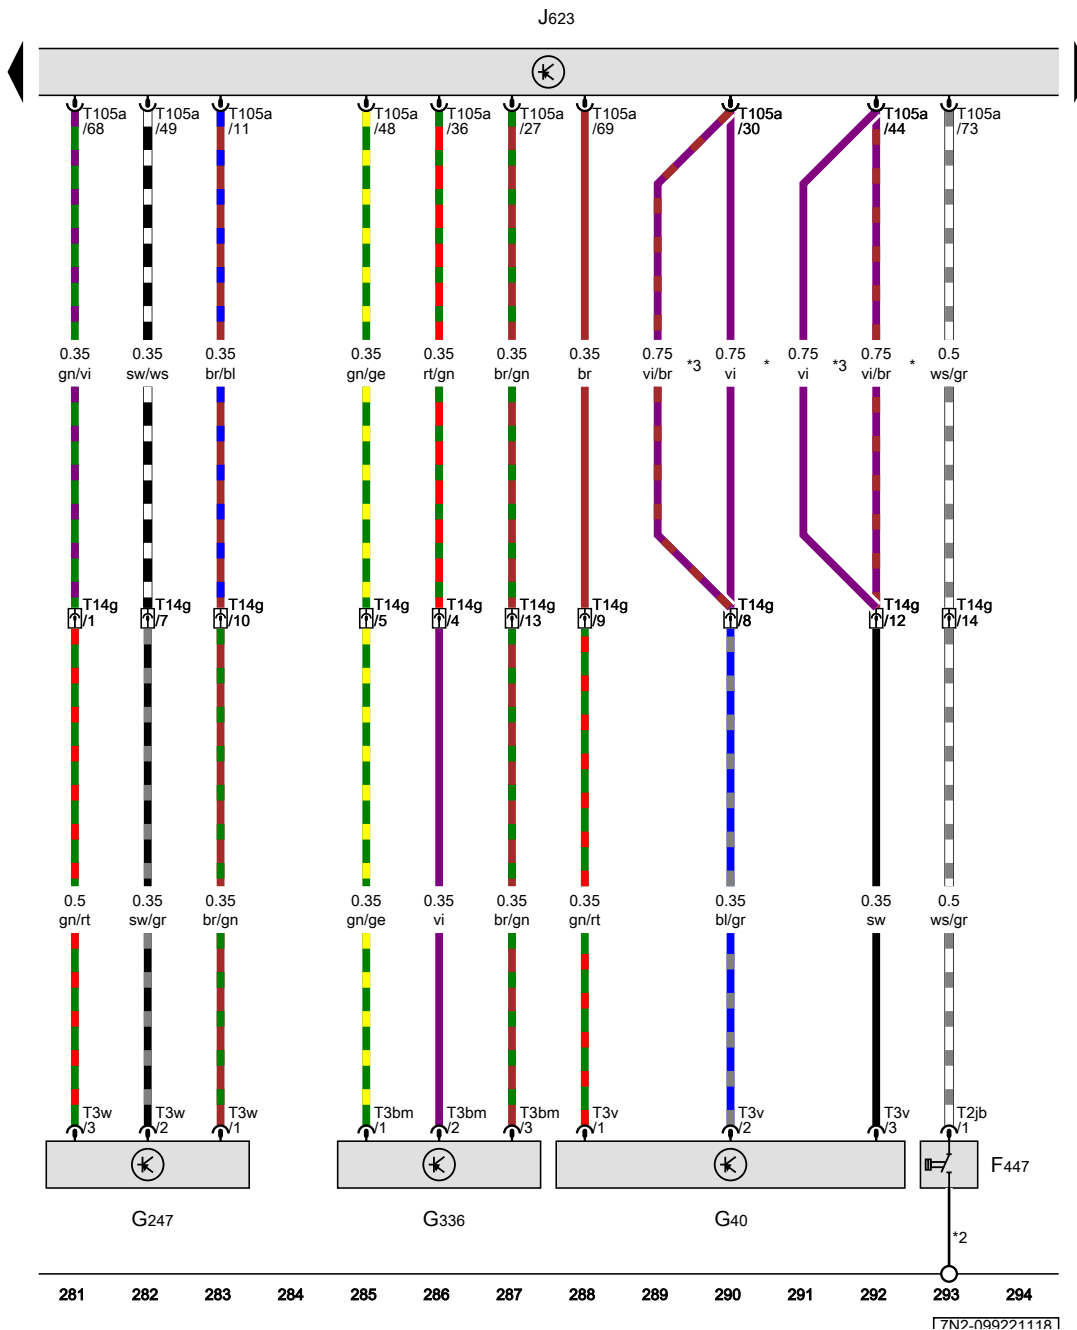 J623
T105a T105a T105a T105a T105a T105a T105a T105a T105a T105a
/68 /49 /11 /48 /36 /27 /69 /30 /44 /73
0.35 0.35 0.35 0.35 0.35 0.35 0.35 0.75 0.75 0.75 0.75 0.5
gn/vi sw/ws br/bl gn/ge rt/gn br/gn br vi/br *3 vi * vi *3 vi/br * ws/gr
T14g T14g T14g T14g T14g T14g T14g T14g T14g T14g
/1 /7 /10 /5 /4 /13 /9 /8 /12 /14
0.5 0.35 0.35 0.35 0.35 0.35 0.35 0.35 0.35 0.5
gn/rt sw/gr br/gn gn/ge vi br/gn gn/rt bl/gr sw ws/gr
T3w T3w T3w T3bm T3bm T3bm T3v T3v T3v T2jb
/3 /2 /1 /1 /2 /3 /1 /2 /3 /1
F447
G247 G336 G40
*2
281 282 283 284 285 286 287 288 289 290 291 292 293 294
7N2-099221118